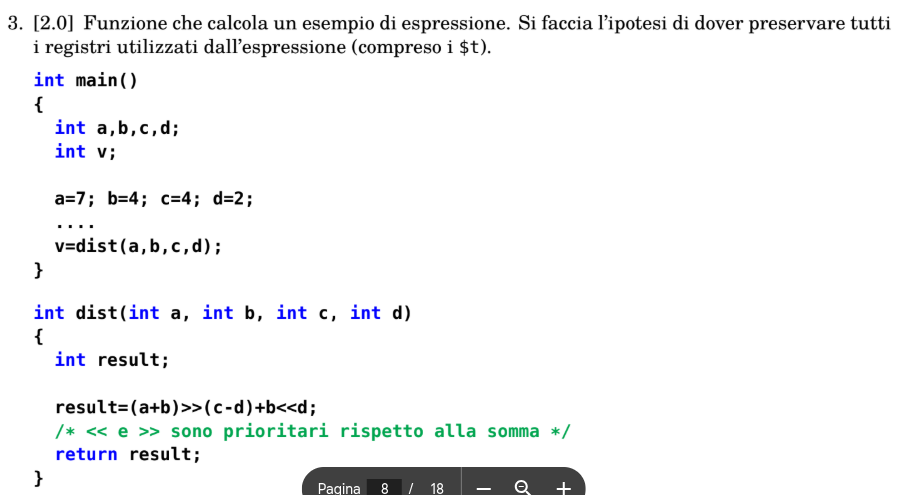 3. [2.0] Funzione che calcola un esempio di espressione. Si faccia l'ipotesi di dover preservare tutti
i registri utilizzati dall'espressione (compreso i $t).
int main()
{
int a,b,c,d;
int v;
a=7; b=4; c=4; d=2;
....
v=dist(a,b,c,d);
}
int dist(int a, int b, int c, int d)
{
int result;
result=(a+b)>>(c-d)+b<<d;
/* << e >> sono prioritari rispetto alla somma */
return result;
}
Pagina 8 / 18